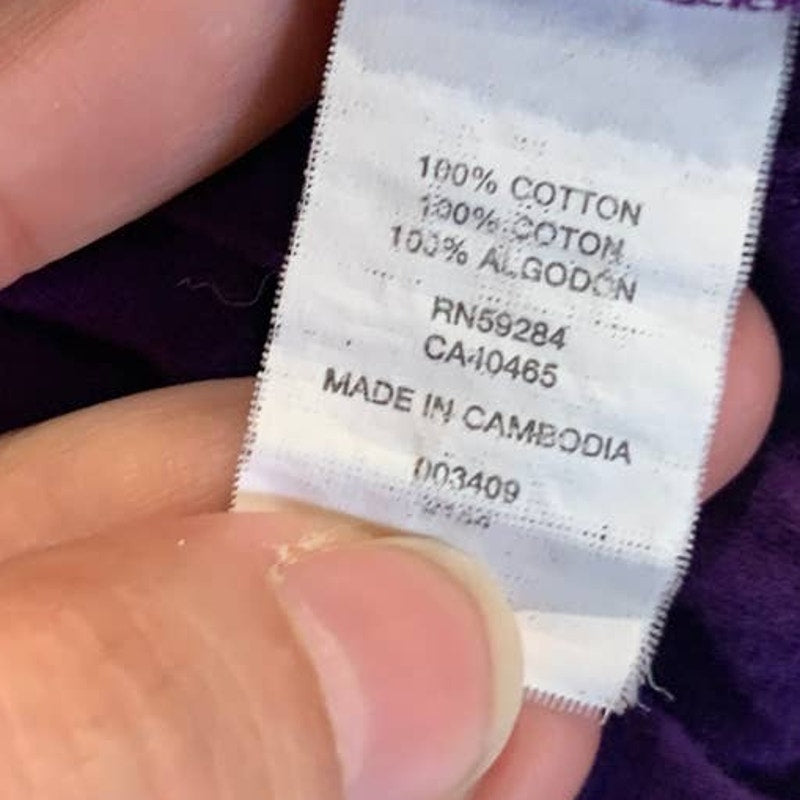 100% COTTON
100% COTON
100% ALGODÓN
RN59284
CA40465
MADE IN CAMBODIA
003409